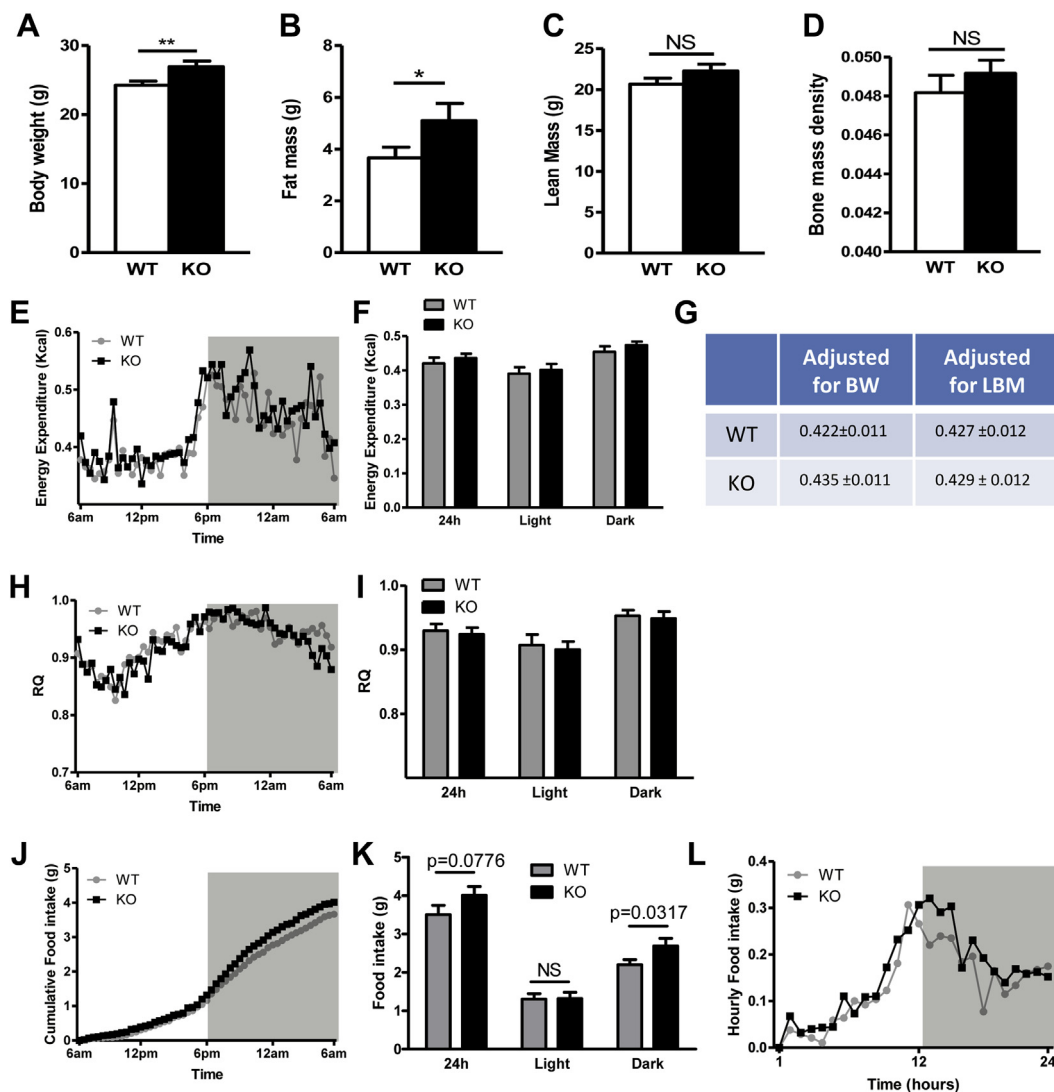 A
Body weight (g)
30
20
10
0
**
WT KO
B
Fat mass (g)
8
6
4
2
0
*
WT KO
C
Lean Mass (g)
25
20
15
10
5
0
NS
WT KO
D
Bone mass density
0.050
0.048
0.046
0.044
0.042
0.040
NS
WT KO
E
Energy Expenditure (Kcal)
0.6
0.5
0.4
WT
KO
6am 12pm 6pm 12am 6am
Time
F
Energy Expenditure (Kcal)
0.5
0.4
0.3
0.2
0.1
0.0
WT
KO
24h Light Dark
G
Adjusted for BW
Adjusted for LBM
WT 0.422±0.011 0.427 ±0.012
KO 0.435 ±0.011 0.429 ± 0.012
H
RQ
1.0
0.9
0.8
0.7
WT
KO
6am 12pm 6pm 12am 6am
Time
I
RQ
1.0
0.9
0.8
WT
KO
24h Light Dark
J
Cumulative Food intake (g)
5
4
3
2
1
0
WT
KO
6am 12pm 6pm 12am 6am
Time
K
Food intake (g)
5
4
3
2
1
0
p=0.0776
NS
p=0.0317
WT
KO
24h Light Dark
L
Hourly Food intake (g)
0.4
0.3
0.2
0.1
0.0
WT
KO
1 12 24
Time (hours)